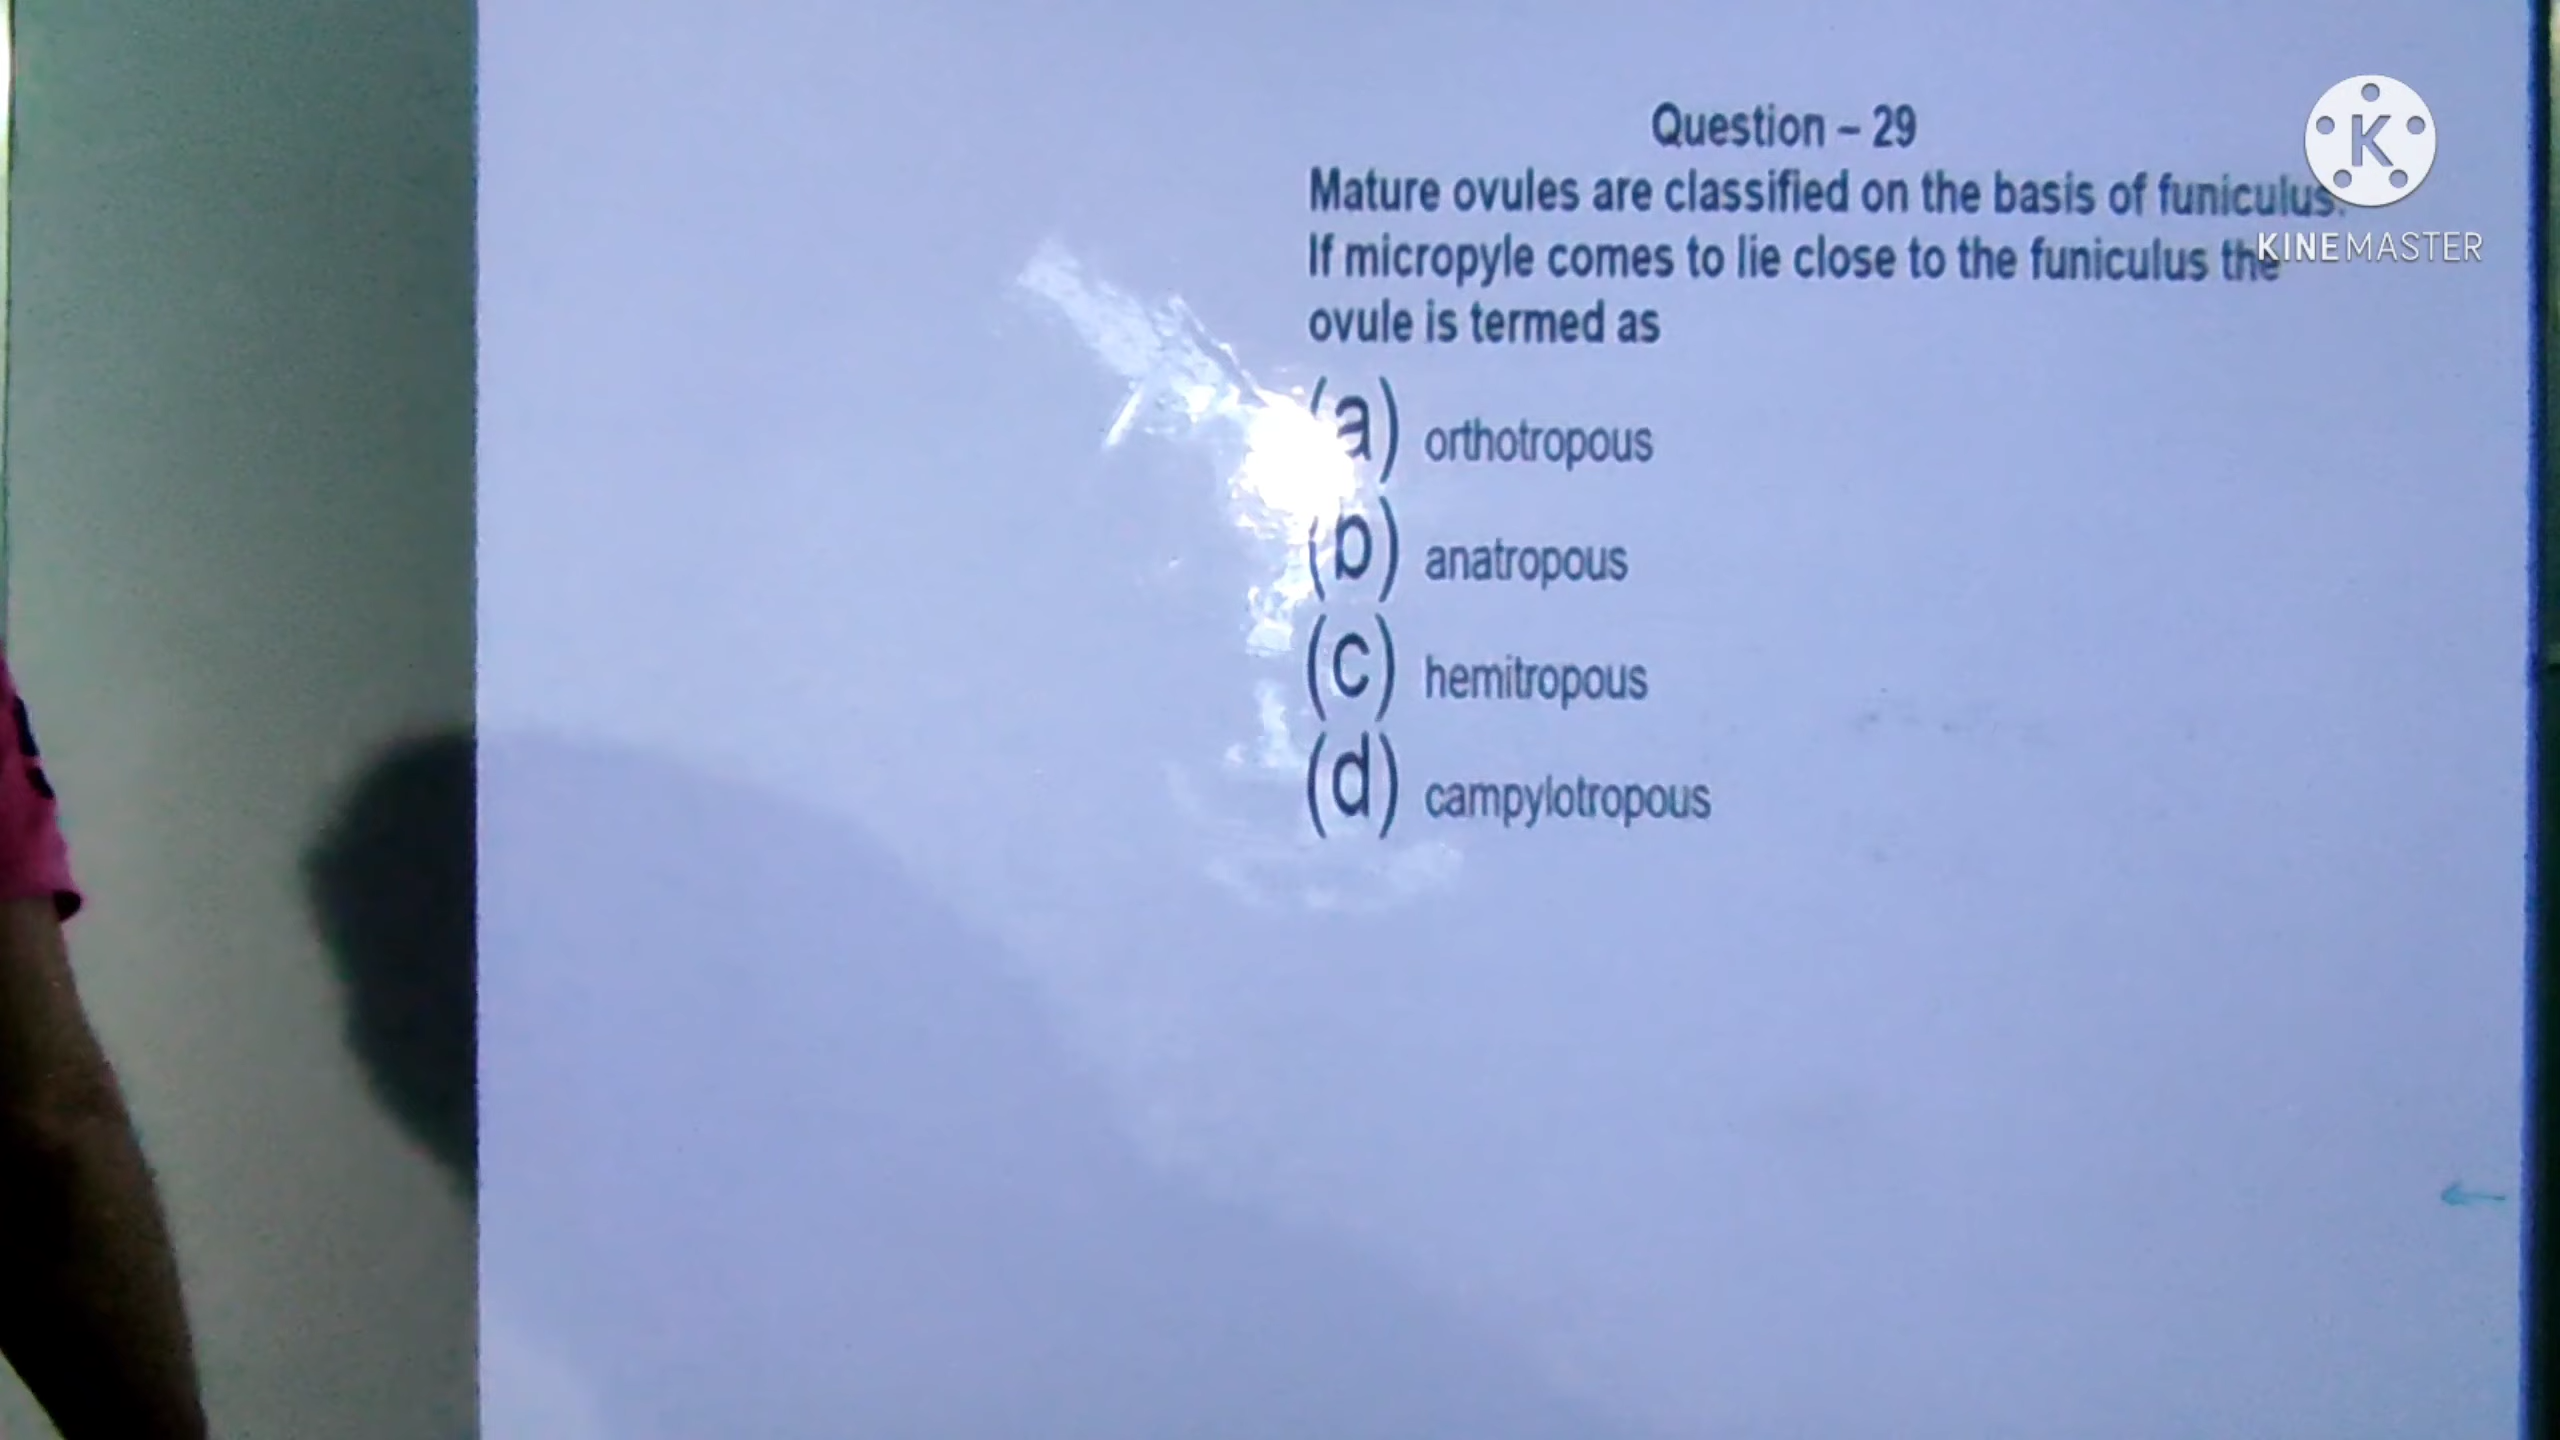 Question – 29
Mature ovules are classified on the basis of funiculus.
If micropyle comes to lie close to the funiculus the
ovule is termed as
(a) orthotropous
(b) anatropous
(c) hemitropous
(d) campylotropous
K
KINEMASTER